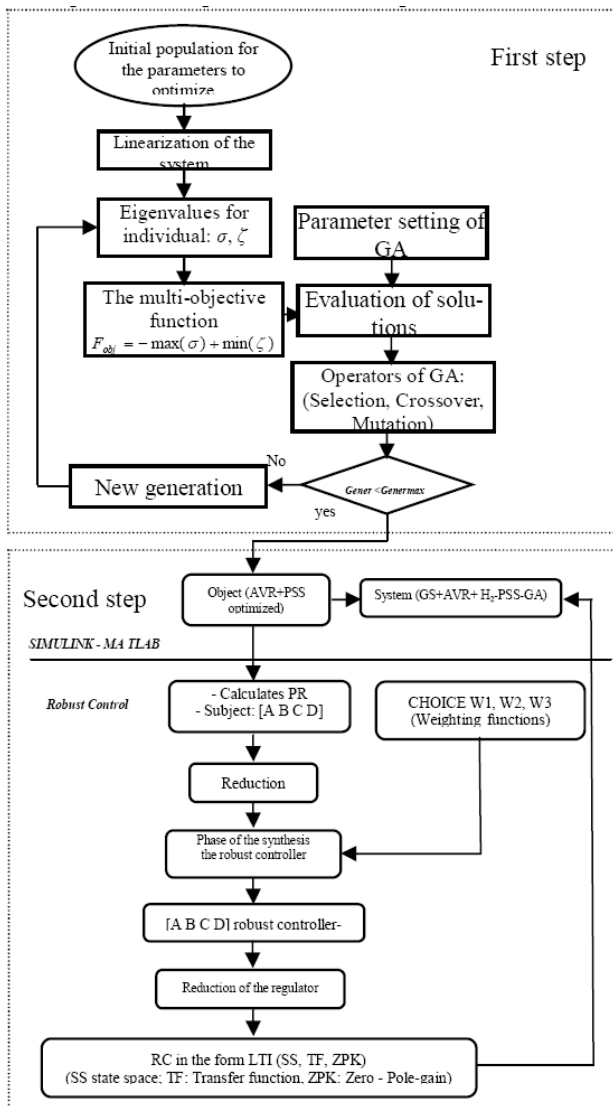 Initial population for
the parameters to
optimize
First step
Linearization of the
system
Eigenvalues for
individual: σ, ζ
Parameter setting of
GA
The multi-objective
function
F_obj = − max(σ) + min(ζ)
Evaluation of solu-
tions
Operators of GA:
(Selection, Crossover,
Mutation)
No
New generation
Gener <Genermax
yes
Second step
Object (AVR+PSS
optimized)
System (GS+AVR+ H₂-PSS-GA)
SIMULINK - MA TLAB
Robust Control
- Calculates PR
- Subject: [A B C D]
CHOICE W1, W2, W3
(Weighting functions)
Reduction
Phase of the synthesis
the robust controller
[A B C D] robust controller-
Reduction of the regulator
RC in the form LTI (SS, TF, ZPK)
(SS state space; TF: Transfer function, ZPK: Zero - Pole-gain)